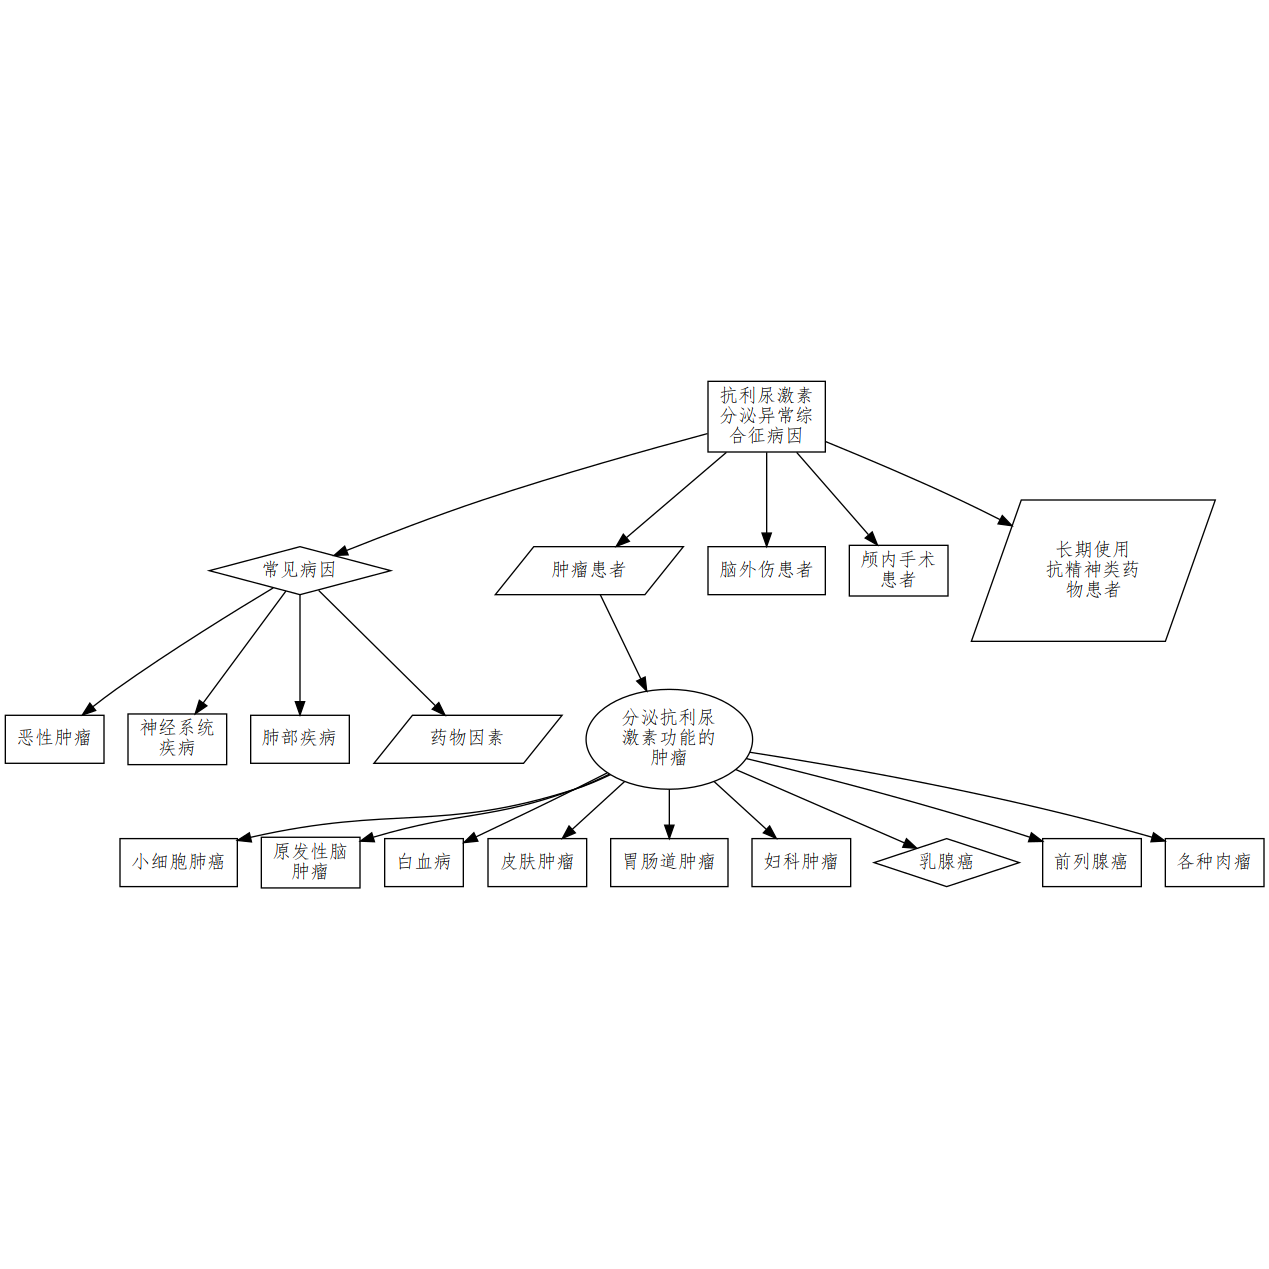 抗利尿激素
分泌异常综
合征病因
常见病因
肿瘤患者
脑外伤患者
颅内手术
患者
长期使用
抗精神类药
物患者
恶性肿瘤
神经系统
疾病
肺部疾病
药物因素
分泌抗利尿
激素功能的
肿瘤
小细胞肺癌
原发性脑
肿瘤
白血病
皮肤肿瘤
胃肠道肿瘤
妇科肿瘤
乳腺癌
前列腺癌
各种肉瘤